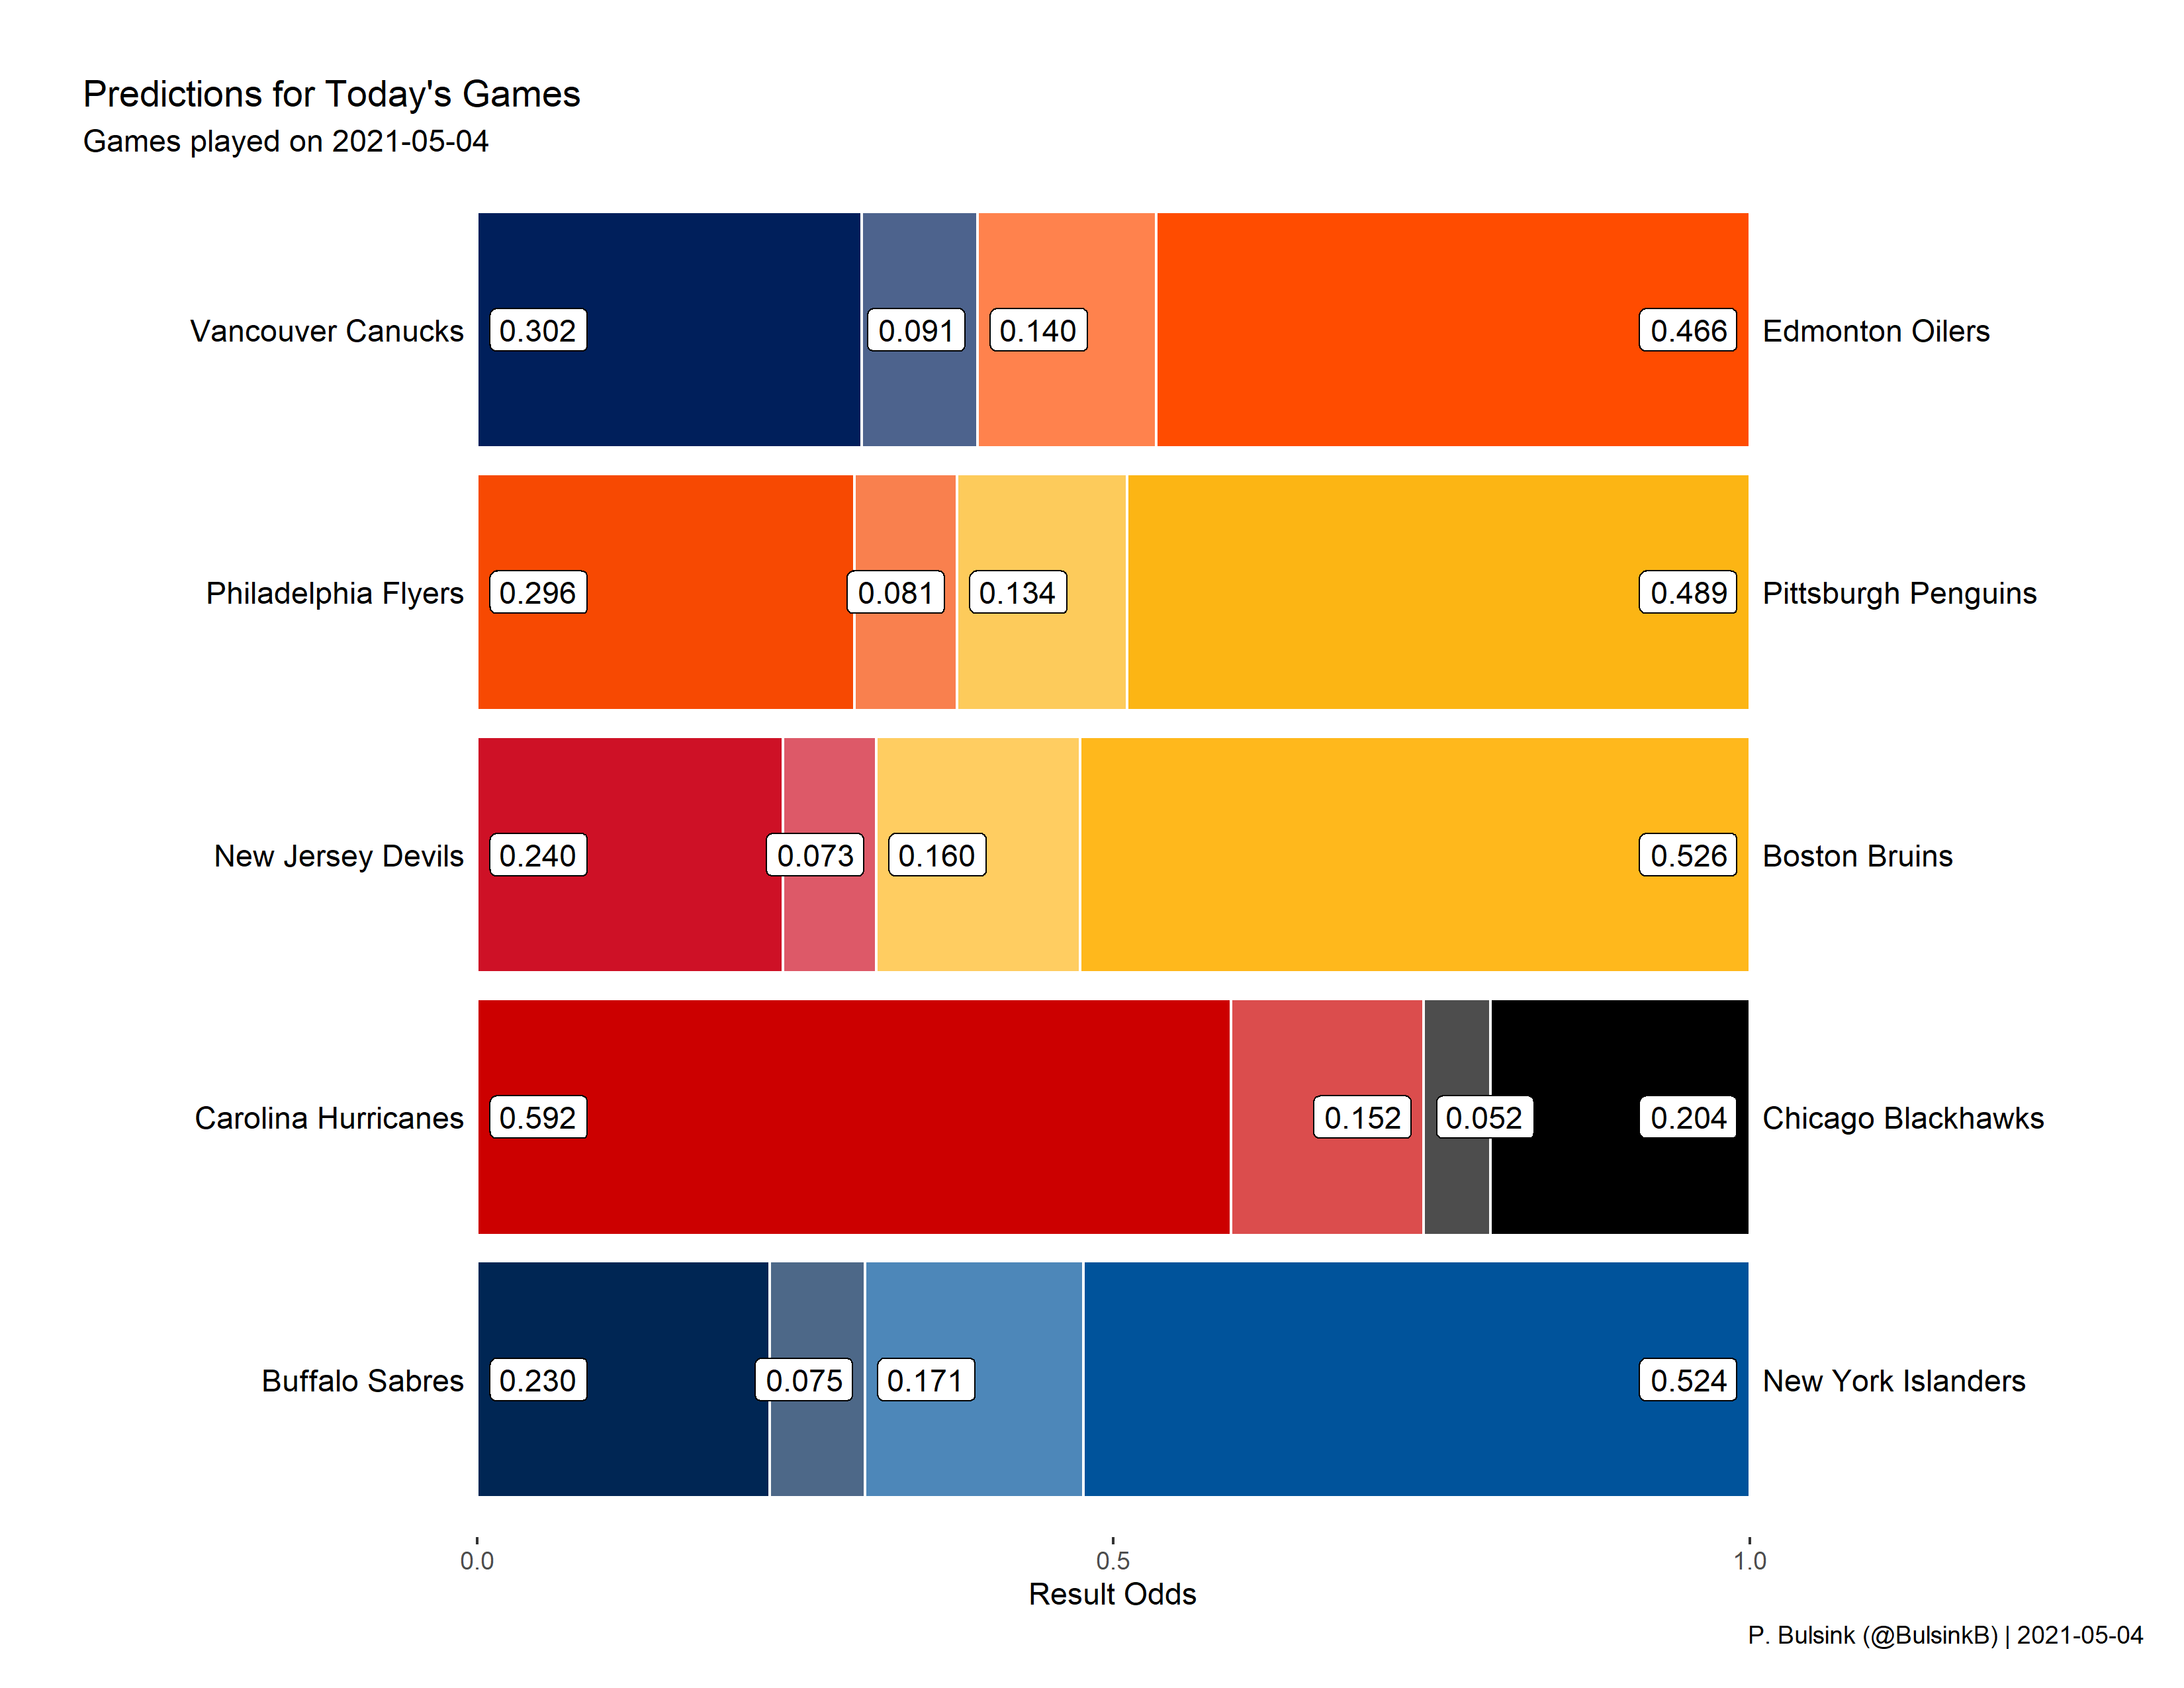 Predictions for Today's Games
Games played on 2021-05-04
Vancouver Canucks 0.302 0.091 0.140 0.466 Edmonton Oilers
Philadelphia Flyers 0.296 0.081 0.134 0.489 Pittsburgh Penguins
New Jersey Devils 0.240 0.073 0.160 0.526 Boston Bruins
Carolina Hurricanes 0.592 0.152 0.052 0.204 Chicago Blackhawks
Buffalo Sabres 0.230 0.075 0.171 0.524 New York Islanders
0.0 0.5 1.0
Result Odds
P. Bulsink (@BulsinkB) | 2021-05-04